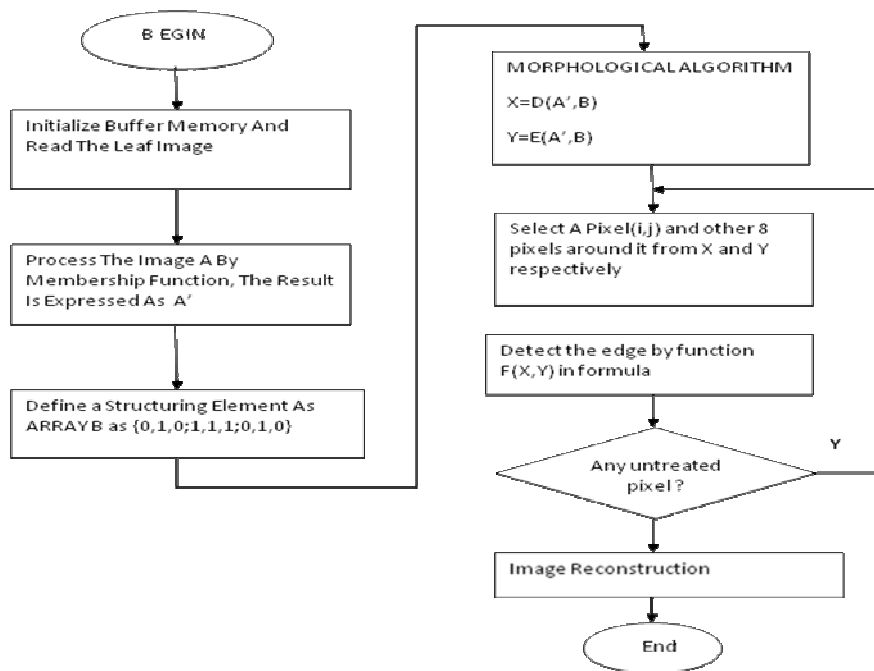 B EGIN
Initialize Buffer Memory And
Read The Leaf Image
Process The Image A By
Membership Function, The Result
Is Expressed As A’
Define a Structuring Element As
ARRAY B as {0,1,0;1,1,1;0,1,0}
MORPHOLOGICAL ALGORITHM
X=D(A’,B)
Y=E(A’,B)
Select A Pixel(i,j) and other 8
pixels around it from X and Y
respectively
Detect the edge by function
F(X,Y) in formula
Any untreated
pixel ?
Y
Image Reconstruction
End